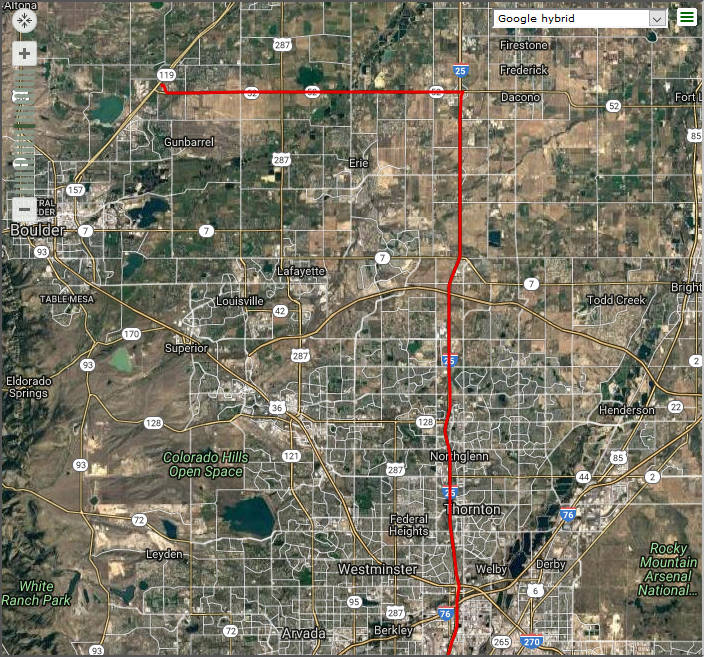 Altona
Google hybrid
287
Firestone
25
Frederick
119
52
52
52
Dacono
52
Fort L
85
Gunbarrel
287
Erie
157
TRAL
DER
Boulder
7
7
93
7
Lafayette
7
Bright
TABLE MESA
Louisville
42
Todd Creek
170
Superior
287
93
25
2
Eldorado
Springs
36
Henderson
22
128
128
121
Northglenn
Colorado Hills
Open Space
93
287
85
44
2
25
Thornton
76
72
Federal
Heights
Leyden
Westminster
Welby
Derby
Rocky
Mountain
Arsenal
National...
White
Ranch Park
6
95
287
76
72
Arvada
Berkley
265
270
93